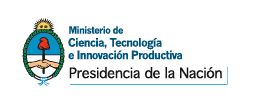 Ministerio de
Ciencia, Tecnología
e Innovación Productiva
Presidencia de la Nación